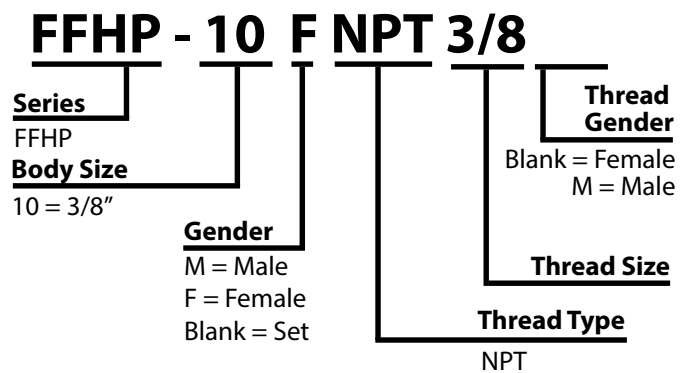 FFHP - 10 F NPT 3/8
Series
FFHP
Body Size
10 = 3/8”
Gender
M = Male
F = Female
Blank = Set
Thread
Gender
Blank = Female
M = Male
Thread Size
Thread Type
NPT